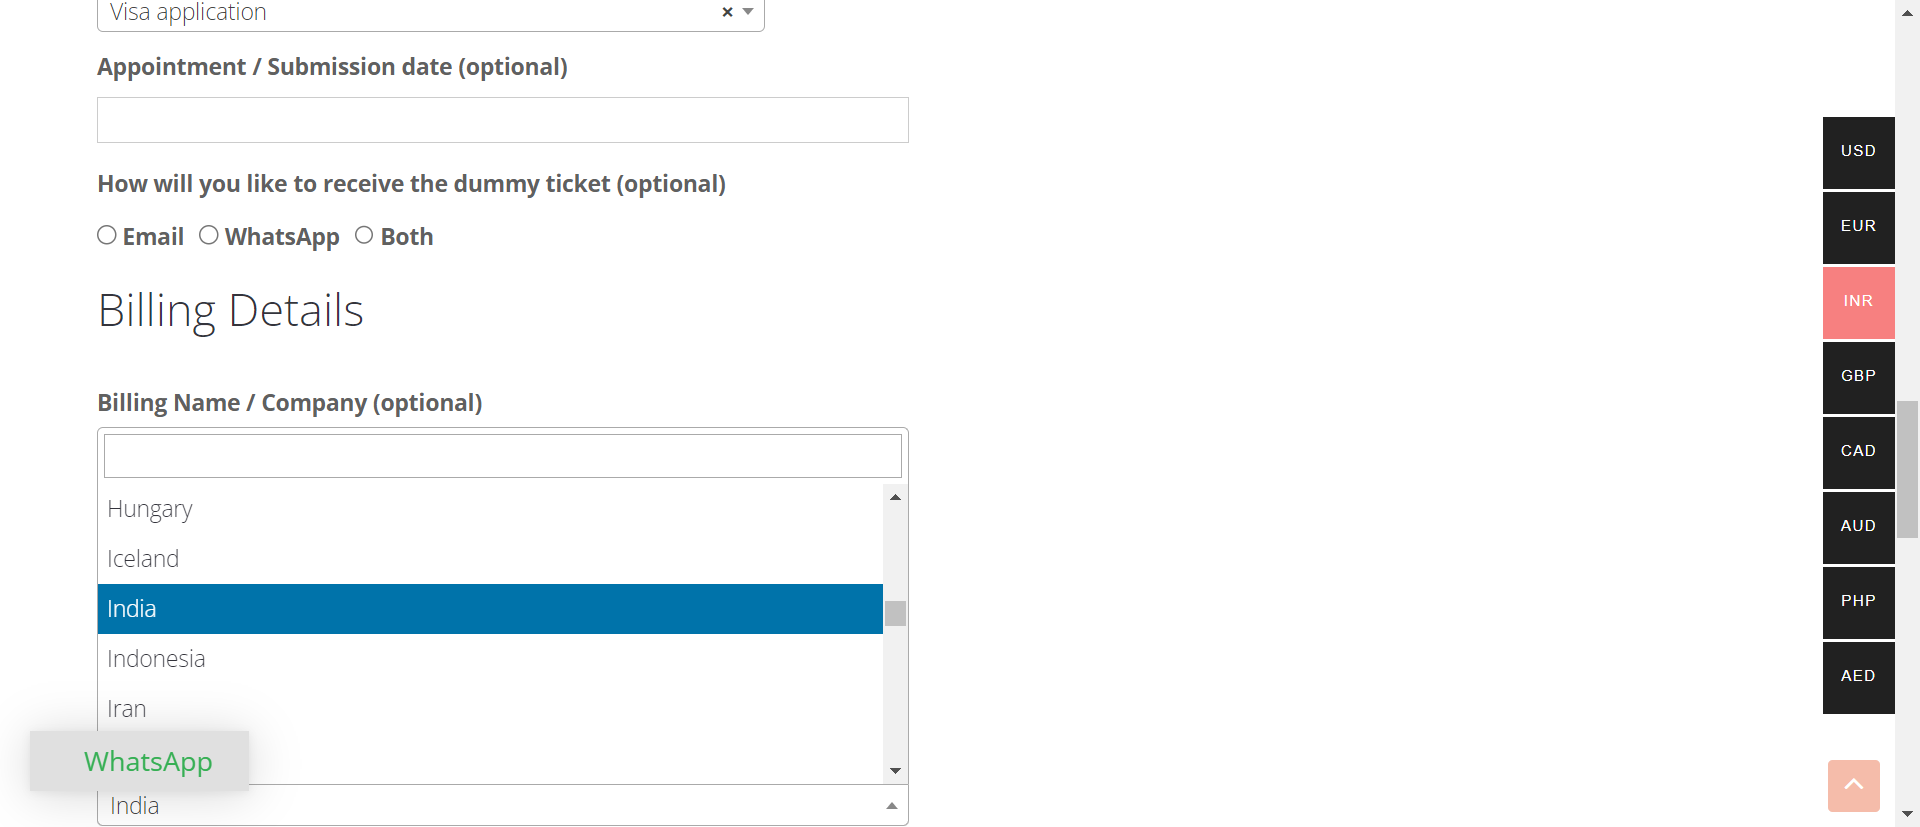 Visa application × 
Appointment / Submission date (optional)
How will you like to receive the dummy ticket (optional)
Email WhatsApp Both
Billing Details
Billing Name / Company (optional)
Hungary
Iceland
India
Indonesia
Iran
WhatsApp
India
USD
EUR
INR
GBP
CAD
AUD
PHP
AED